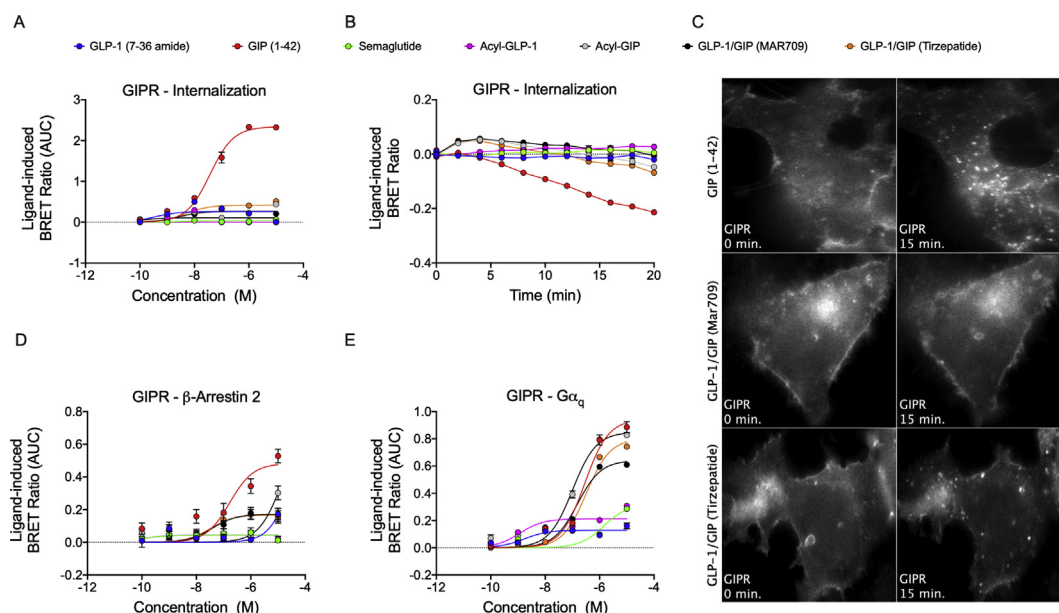 A
B
C
GLP-1 (7-36 amide)
GIP (1-42)
Semaglutide
Acyl-GLP-1
Acyl-GIP
GLP-1/GIP (MAR709)
GLP-1/GIP (Tirzepatide)
GIPR - Internalization
Ligand-induced
BRET Ratio (AUC)
3
2
1
0
-1
-12
-10
-8
-6
-4
Concentration (M)
GIPR - Internalization
Ligand-induced
BRET Ratio
0.2
0.0
-0.2
-0.4
0
5
10
15
20
Time (min)
GIP (1-42)
GIPR
0 min.
GIPR
15 min.
GLP-1/GIP (Mar709)
GIPR
0 min.
GIPR
15 min.
GLP-1/GIP (Tirzepatide)
GIPR
0 min.
GIPR
15 min.
D
GIPR - β-Arrestin 2
Ligand-induced
BRET Ratio (AUC)
0.8
0.6
0.4
0.2
0.0
-0.2
-12
-10
-8
-6
-4
Concentration (M)
E
GIPR - Gαq
Ligand-induced
BRET Ratio (AUC)
1.0
0.8
0.6
0.4
0.2
0.0
-0.2
-12
-10
-8
-6
-4
Concentration (M)